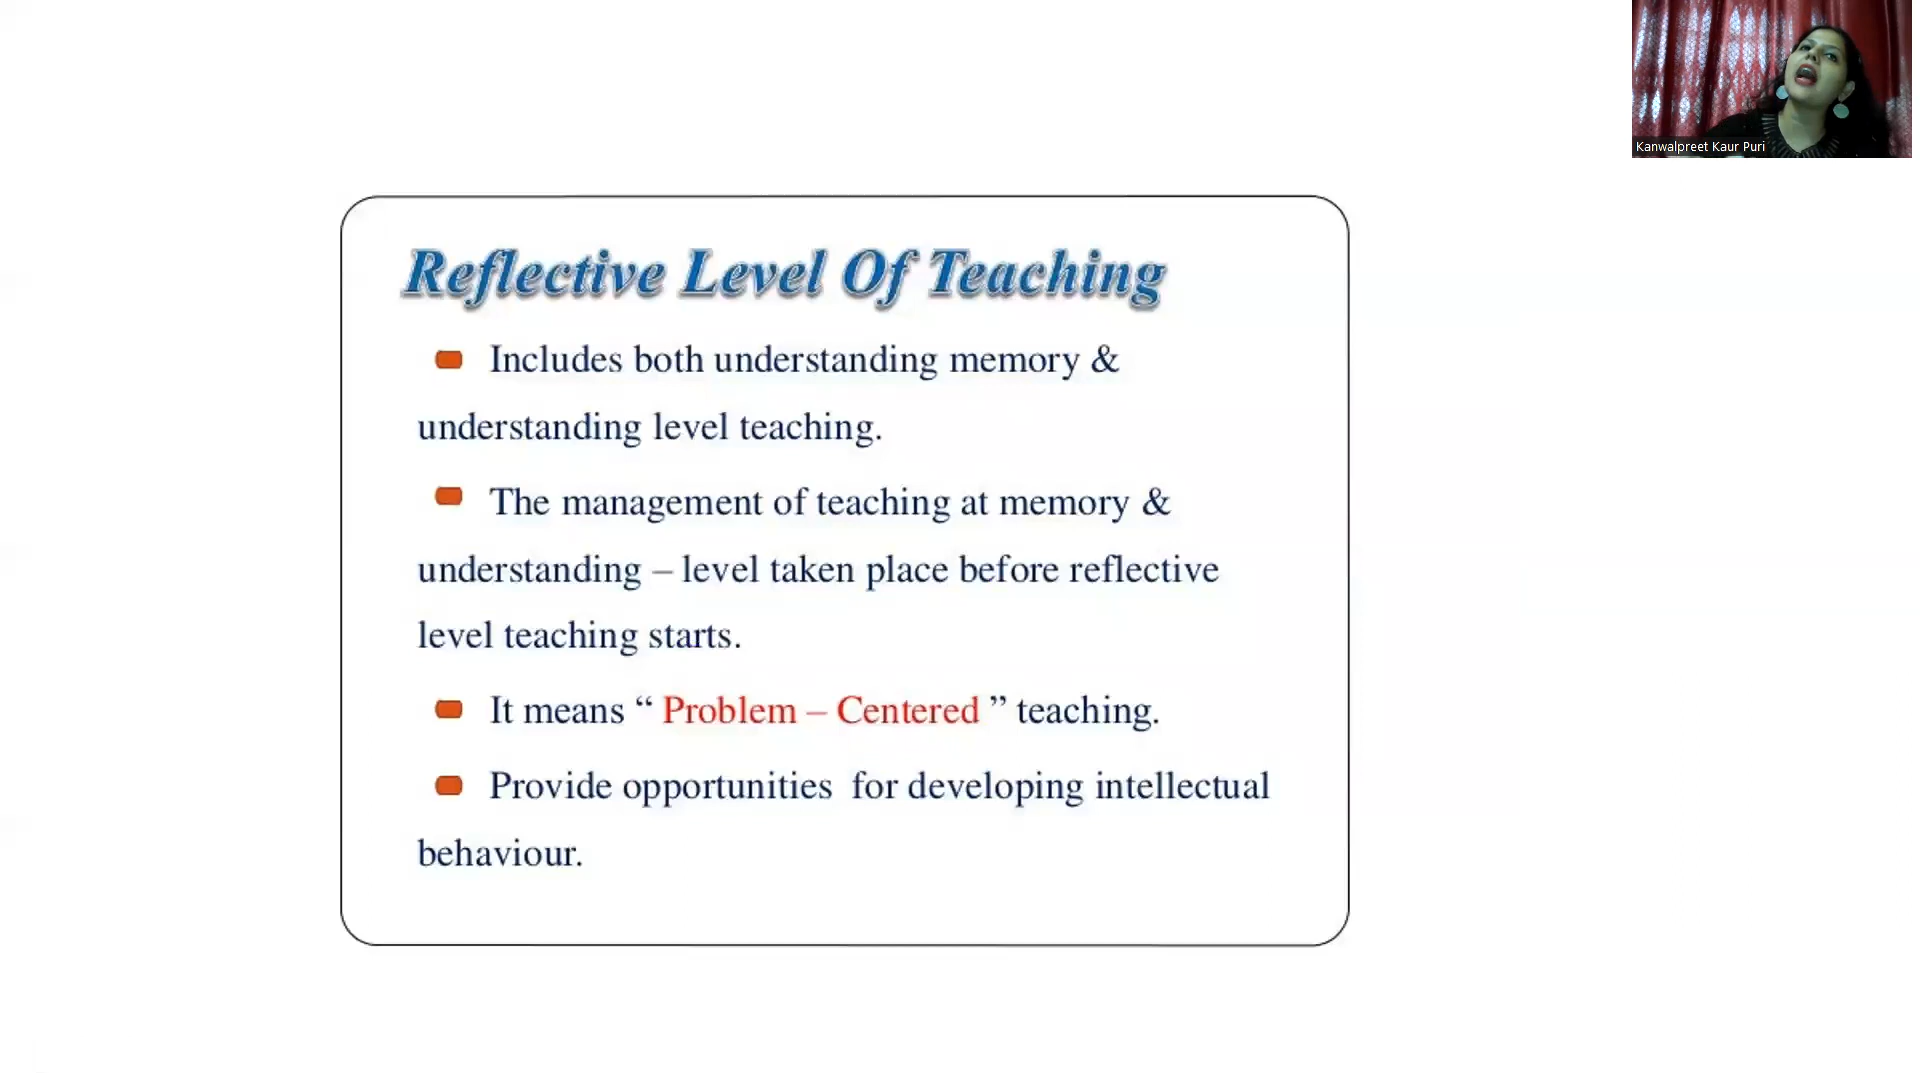 Kanwalpreet Kaur Puri
Reflective Level Of Teaching
Includes both understanding memory &
understanding level teaching.
The management of teaching at memory &
understanding – level taken place before reflective
level teaching starts.
It means “ Problem – Centered ” teaching.
Provide opportunities for developing intellectual
behaviour.